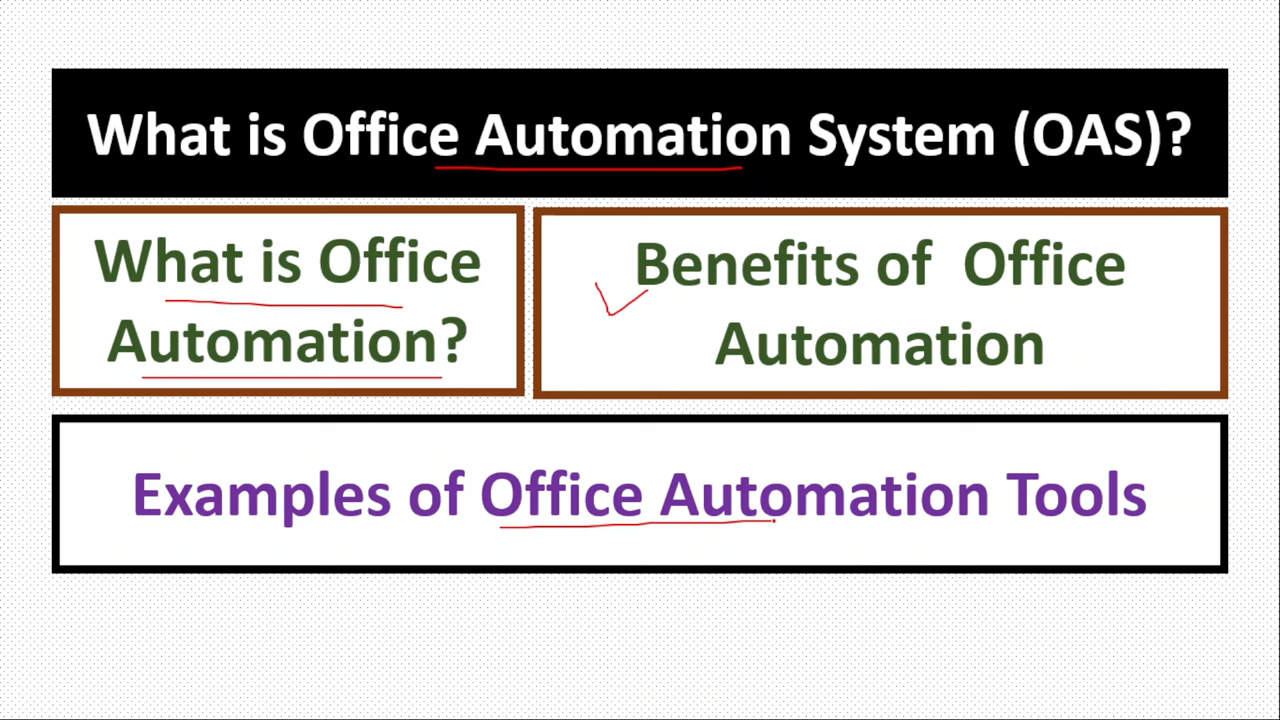 What is Office Automation System (OAS)?
What is Office
Automation?
Benefits of Office
Automation
Examples of Office Automation Tools